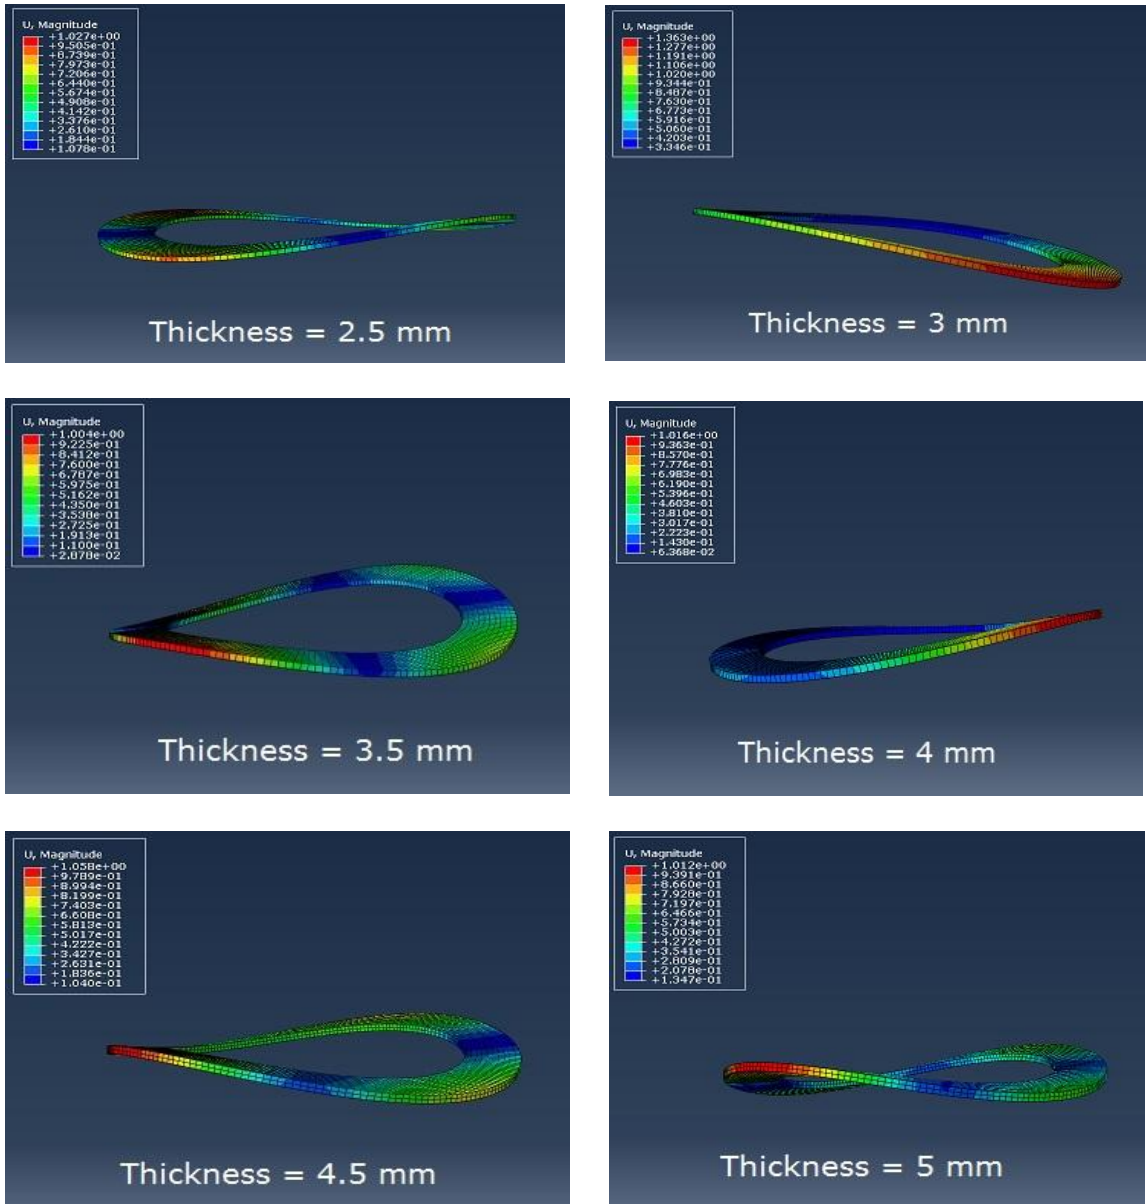 U, Magnitude
+1.027e+00
+9.505e-01
+8.739e-01
+7.973e-01
+7.206e-01
+6.440e-01
+5.674e-01
+4.908e-01
+4.142e-01
+3.376e-01
+2.610e-01
+1.844e-01
+1.078e-01
Thickness = 2.5 mm
U, Magnitude
+1.363e+00
+1.277e+00
+1.191e+00
+1.106e+00
+1.020e+00
+9.344e-01
+8.487e-01
+7.630e-01
+6.773e-01
+5.916e-01
+5.060e-01
+4.203e-01
+3.346e-01
Thickness = 3 mm
U, Magnitude
+1.004e+00
+9.225e-01
+8.412e-01
+7.600e-01
+6.787e-01
+5.975e-01
+5.162e-01
+4.350e-01
+3.538e-01
+2.725e-01
+1.913e-01
+1.100e-01
+2.878e-02
Thickness = 3.5 mm
U, Magnitude
+1.016e+00
+9.363e-01
+8.570e-01
+7.776e-01
+6.983e-01
+6.190e-01
+5.396e-01
+4.603e-01
+3.810e-01
+3.017e-01
+2.223e-01
+1.430e-01
+6.368e-02
Thickness = 4 mm
U, Magnitude
+1.058e+00
+9.789e-01
+8.994e-01
+8.199e-01
+7.403e-01
+6.608e-01
+5.813e-01
+5.017e-01
+4.222e-01
+3.427e-01
+2.631e-01
+1.836e-01
+1.040e-01
Thickness = 4.5 mm
U, Magnitude
+1.012e+00
+9.391e-01
+8.660e-01
+7.928e-01
+7.197e-01
+6.466e-01
+5.734e-01
+5.003e-01
+4.272e-01
+3.541e-01
+2.809e-01
+2.078e-01
+1.347e-01
Thickness = 5 mm